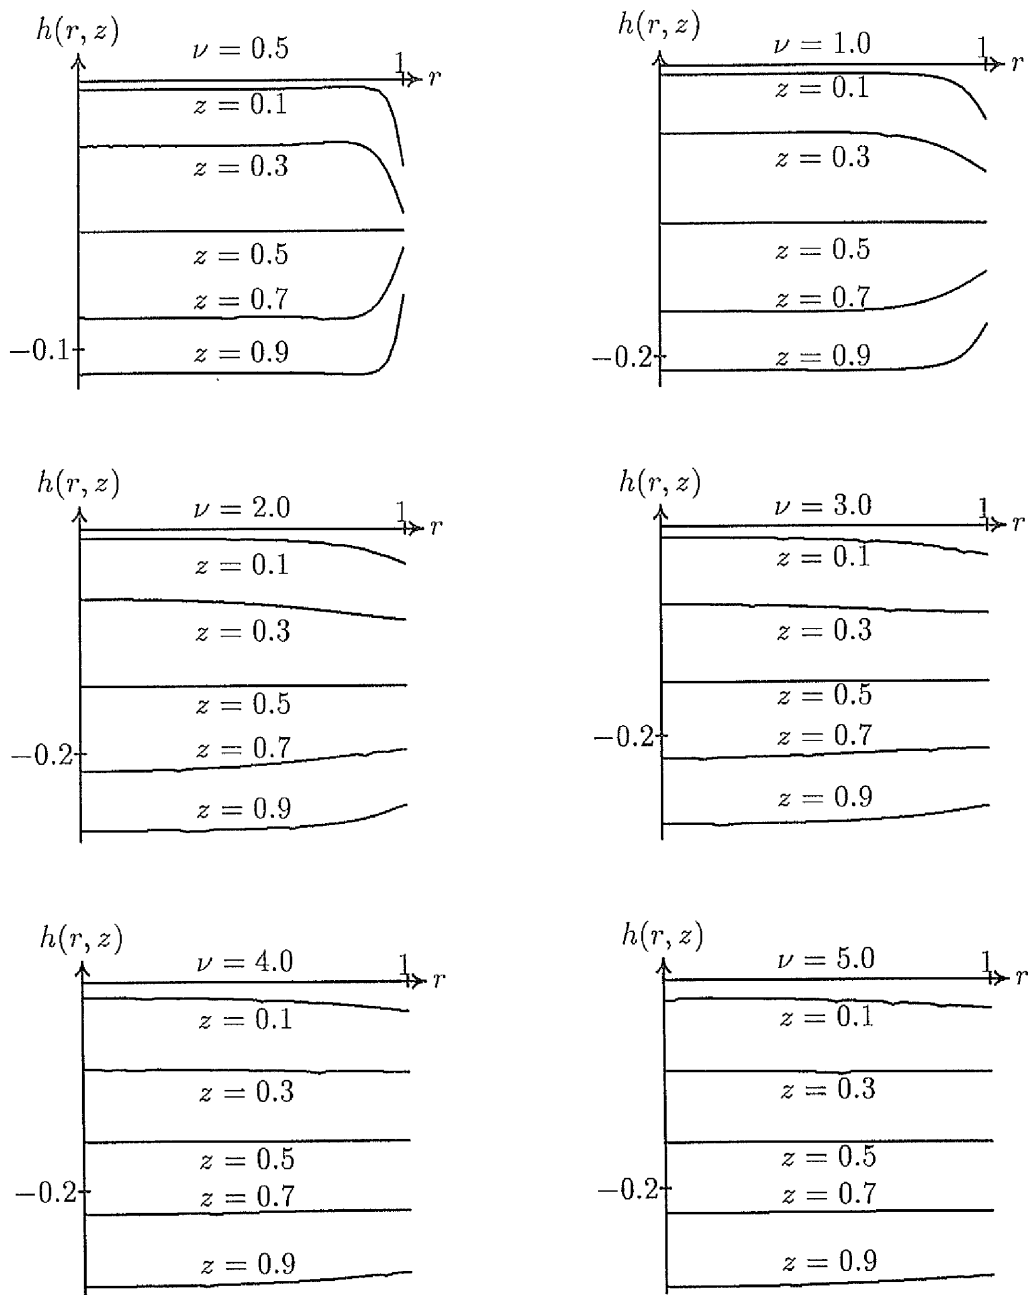 h(r, z)
ν = 0.5
1
r
z = 0.1
z = 0.3
z = 0.5
z = 0.7
−0.1
z = 0.9
h(r, z)
ν = 1.0
1
r
z = 0.1
z = 0.3
z = 0.5
z = 0.7
−0.2
z = 0.9
h(r, z)
ν = 2.0
1
r
z = 0.1
z = 0.3
z = 0.5
z = 0.7
−0.2
z = 0.9
h(r, z)
ν = 3.0
1
r
z = 0.1
z = 0.3
z = 0.5
z = 0.7
−0.2
z = 0.9
h(r, z)
ν = 4.0
1
r
z = 0.1
z = 0.3
z = 0.5
−0.2
z = 0.7
z = 0.9
h(r, z)
ν = 5.0
1
r
z = 0.1
z = 0.3
z = 0.5
−0.2
z = 0.7
z = 0.9